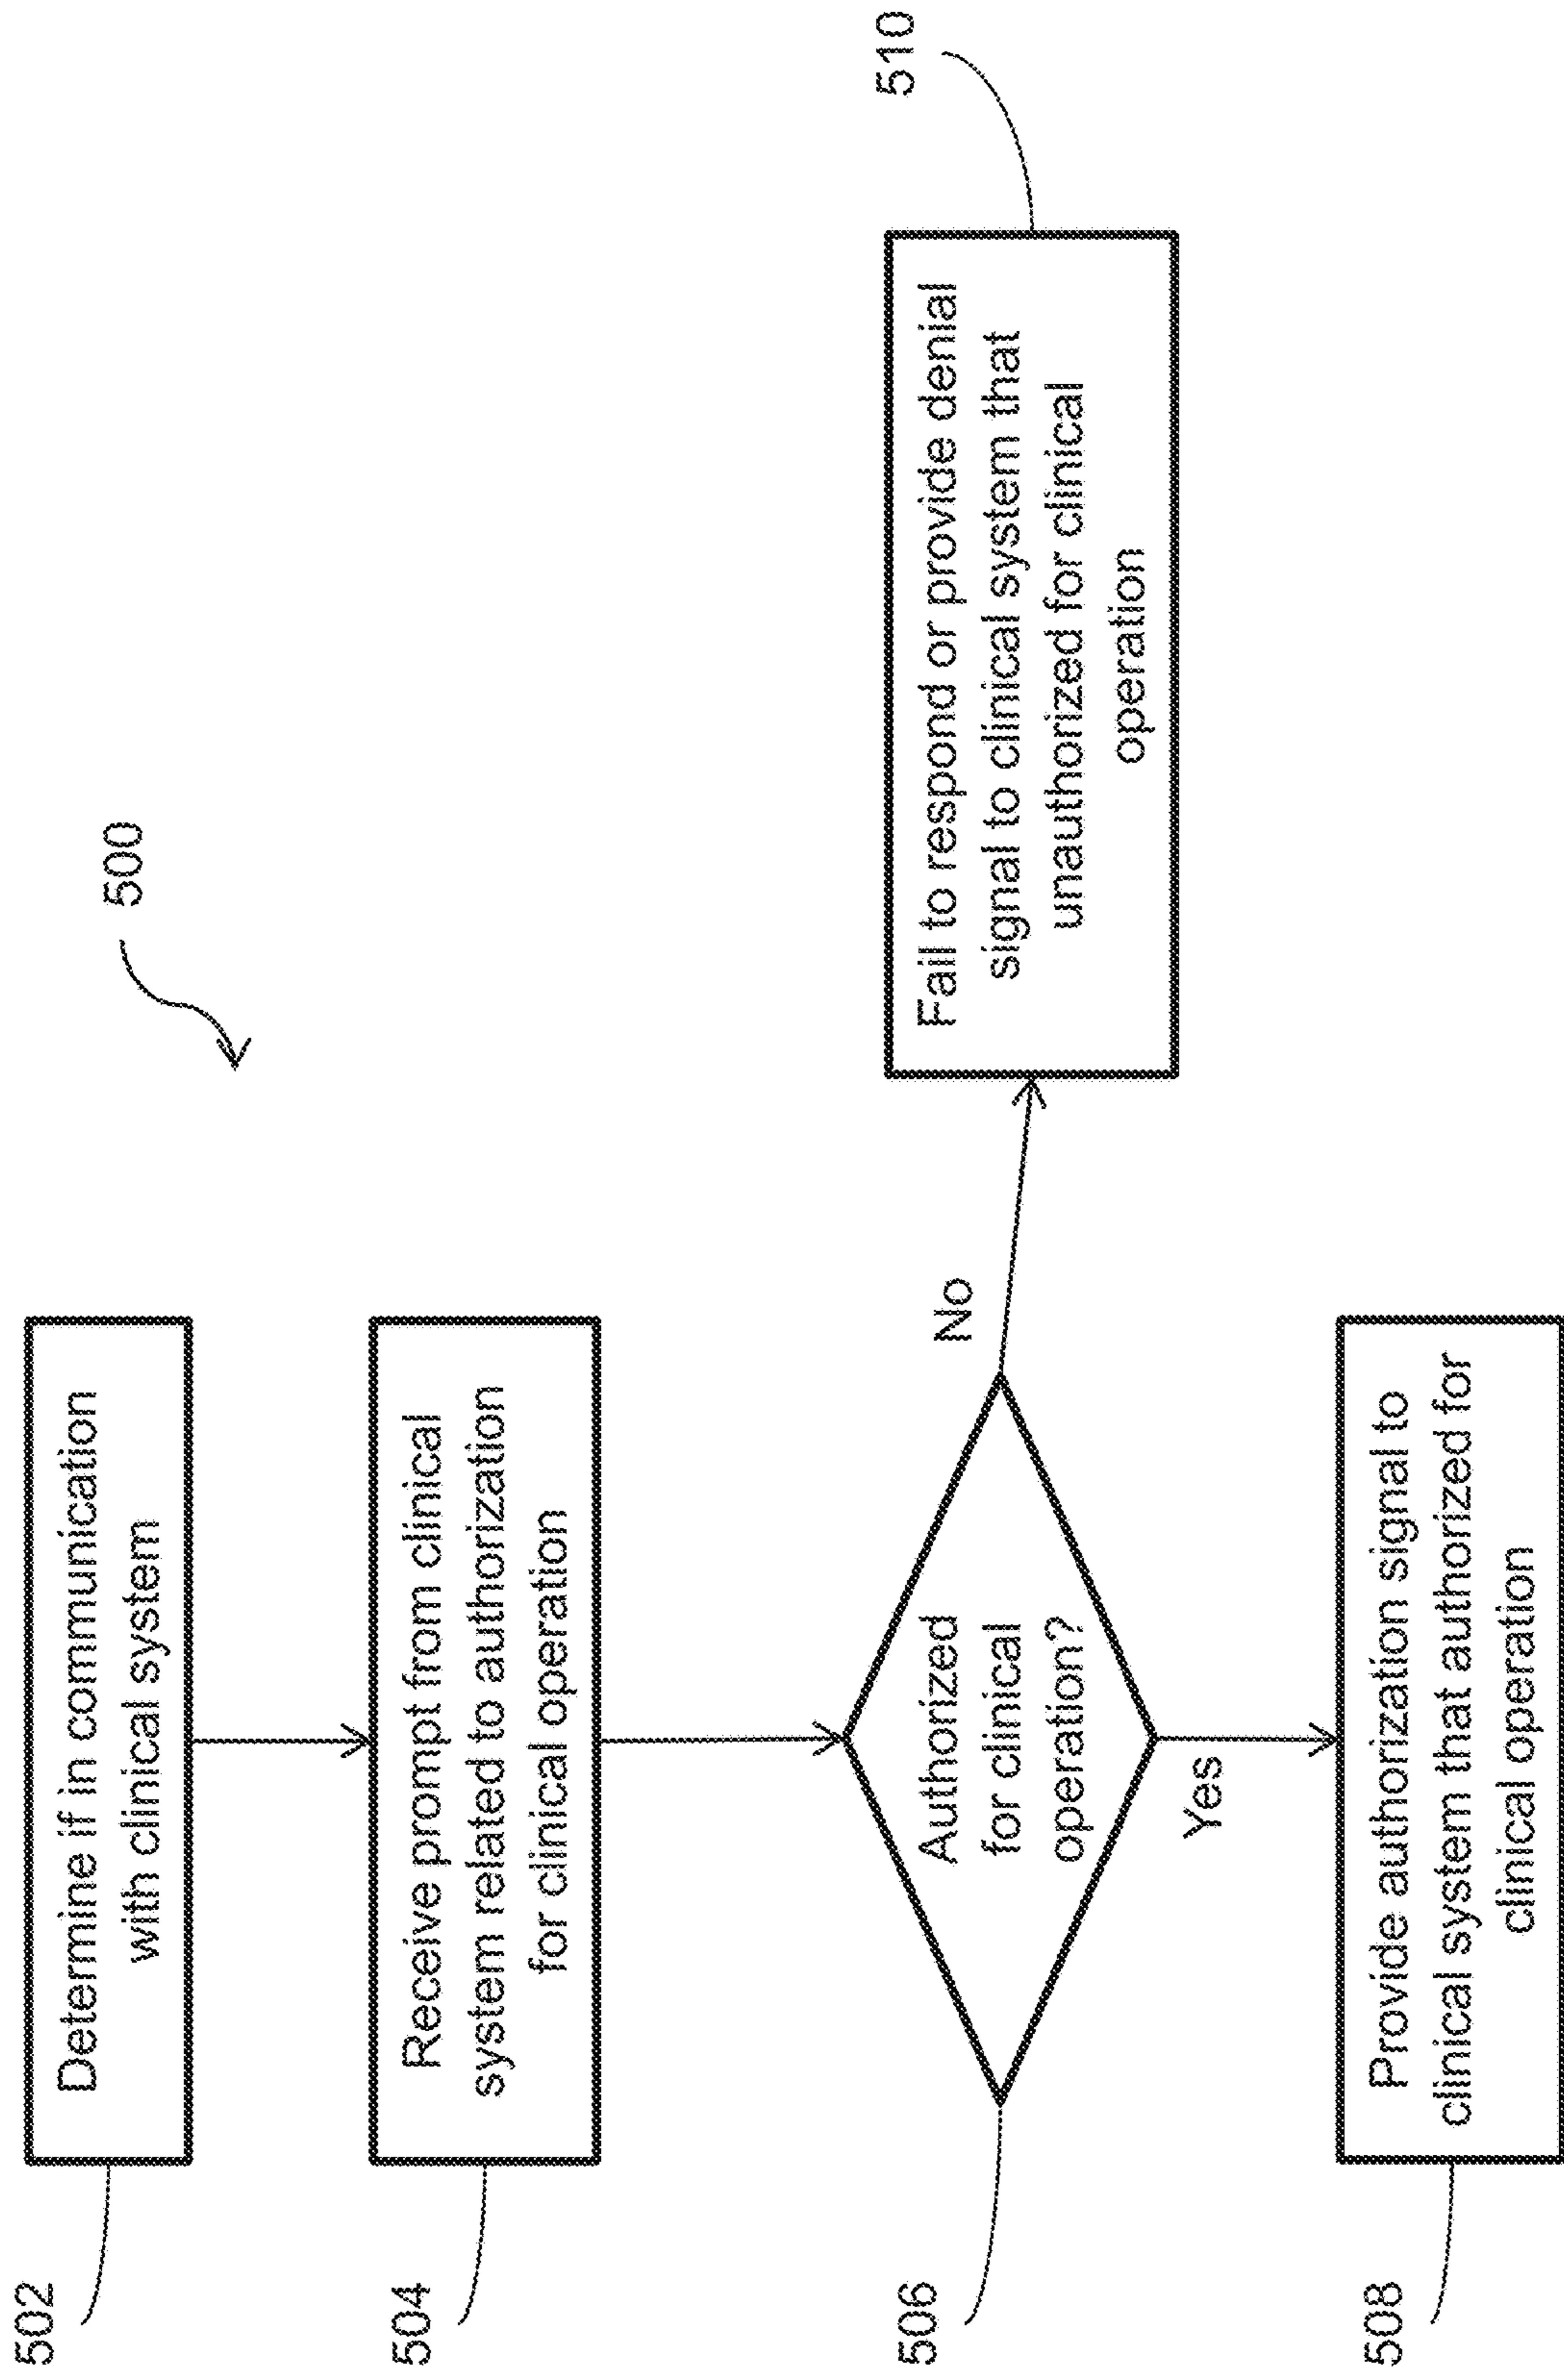 500
502
Determine if in communication
with clinical system
504
Receive prompt from clinical
system related to authorization
for clinical operation
506
Authorized
for clinical
operation?
No
510
Fail to respond or provide denial
signal to clinical system that
unauthorized for clinical
operation
Yes
508
Provide authorization signal to
clinical system that authorized for
clinical operation